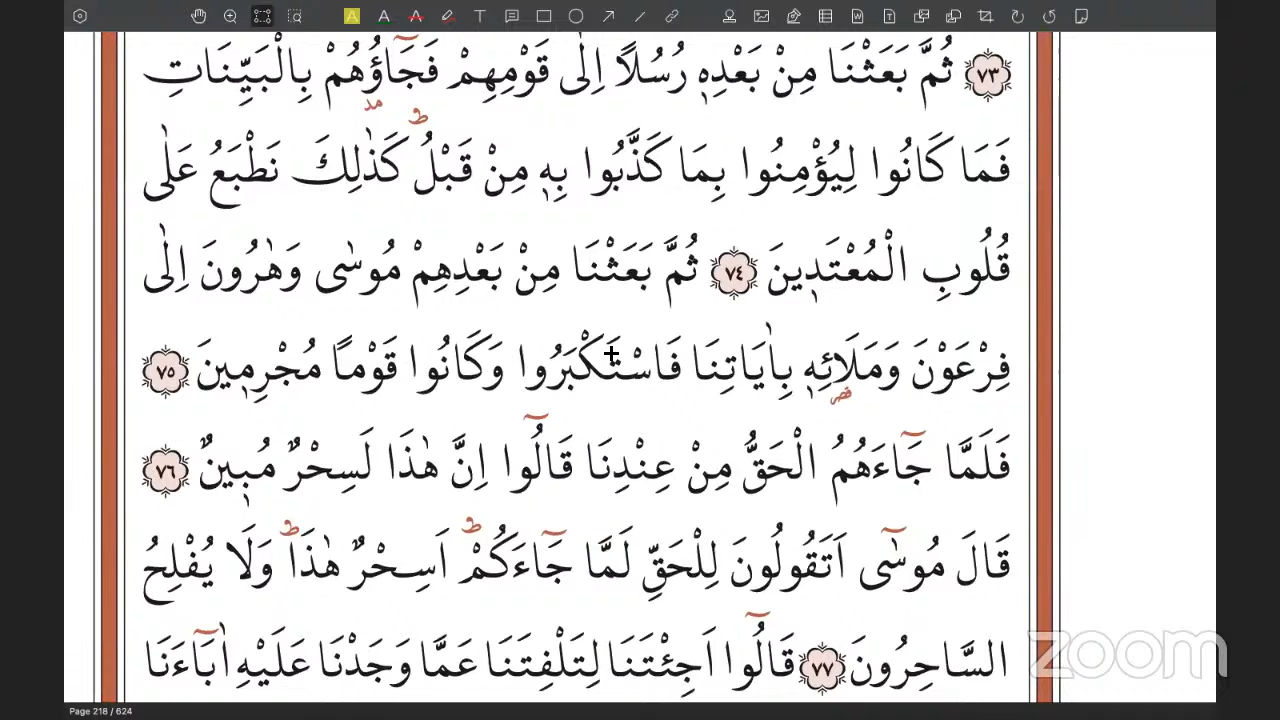 ﴿٧٣﴾ ثُمَّ بَعَثْنَا مِنْ بَعْدِه۪ رُسُلًا اِلٰى قَوْمِهِمْ فَجَٓاؤُ۫هُمْ بِالْبَيِّنَاتِ
فَمَا كَانُوا لِيُؤْمِنُوا بِمَا كَذَّبُوا بِه۪ مِنْ قَبْلُۜ كَذٰلِكَ نَطْبَعُ عَلٰى
قُلُوبِ الْمُعْتَد۪ينَ ﴿٧٤﴾ ثُمَّ بَعَثْنَا مِنْ بَعْدِهِمْ مُوسٰى وَهٰرُونَ اِلٰى
فِرْعَوْنَ وَمَلَا۬ئِه۪ بِاٰيَاتِنَا فَاسْتَكْبَرُوا وَكَانُوا قَوْمًا مُجْرِم۪ينَ ﴿٧٥﴾
فَلَمَّا جَٓاءَهُمُ الْحَقُّ مِنْ عِنْدِنَا قَالُٓوا اِنَّ هٰذَا لَسِحْرٌ مُب۪ينٌ ﴿٧٦﴾
قَالَ مُوسٰٓى اَتَقُولُونَ لِلْحَقِّ لَمَّا جَٓاءَكُمْۜ اَسِحْرٌ هٰذَاۜ وَلَا يُفْلِحُ
السَّاحِرُونَ ﴿٧٧﴾ قَالُٓوا اَجِئْتَنَا لِتَلْفِتَنَا عَمَّا وَجَدْنَا عَلَيْهِ اٰبَٓاءَنَا
zoom
Page 218 / 624